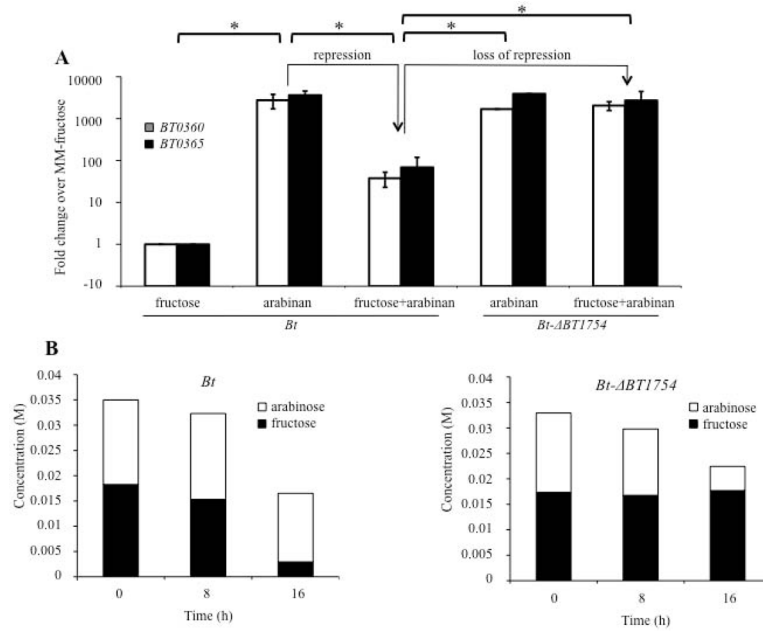 * * * * *
repression
loss of repression
A
Fold change over MM-fructose
10000
1000
100
10
1
-10
BT0360
BT0365
fructose
arabinan
fructose+arabinan
arabinan
fructose+arabinan
Bt
Bt-ΔBT1754
B
Bt
Concentration (M)
0.04
0.035
0.03
0.025
0.02
0.015
0.01
0.005
0
arabinose
fructose
0 8 16
Time (h)
Bt-ΔBT1754
Concentration (M)
0.04
0.035
0.03
0.025
0.02
0.015
0.01
0.005
0
arabinose
fructose
0 8 16
Time (h)